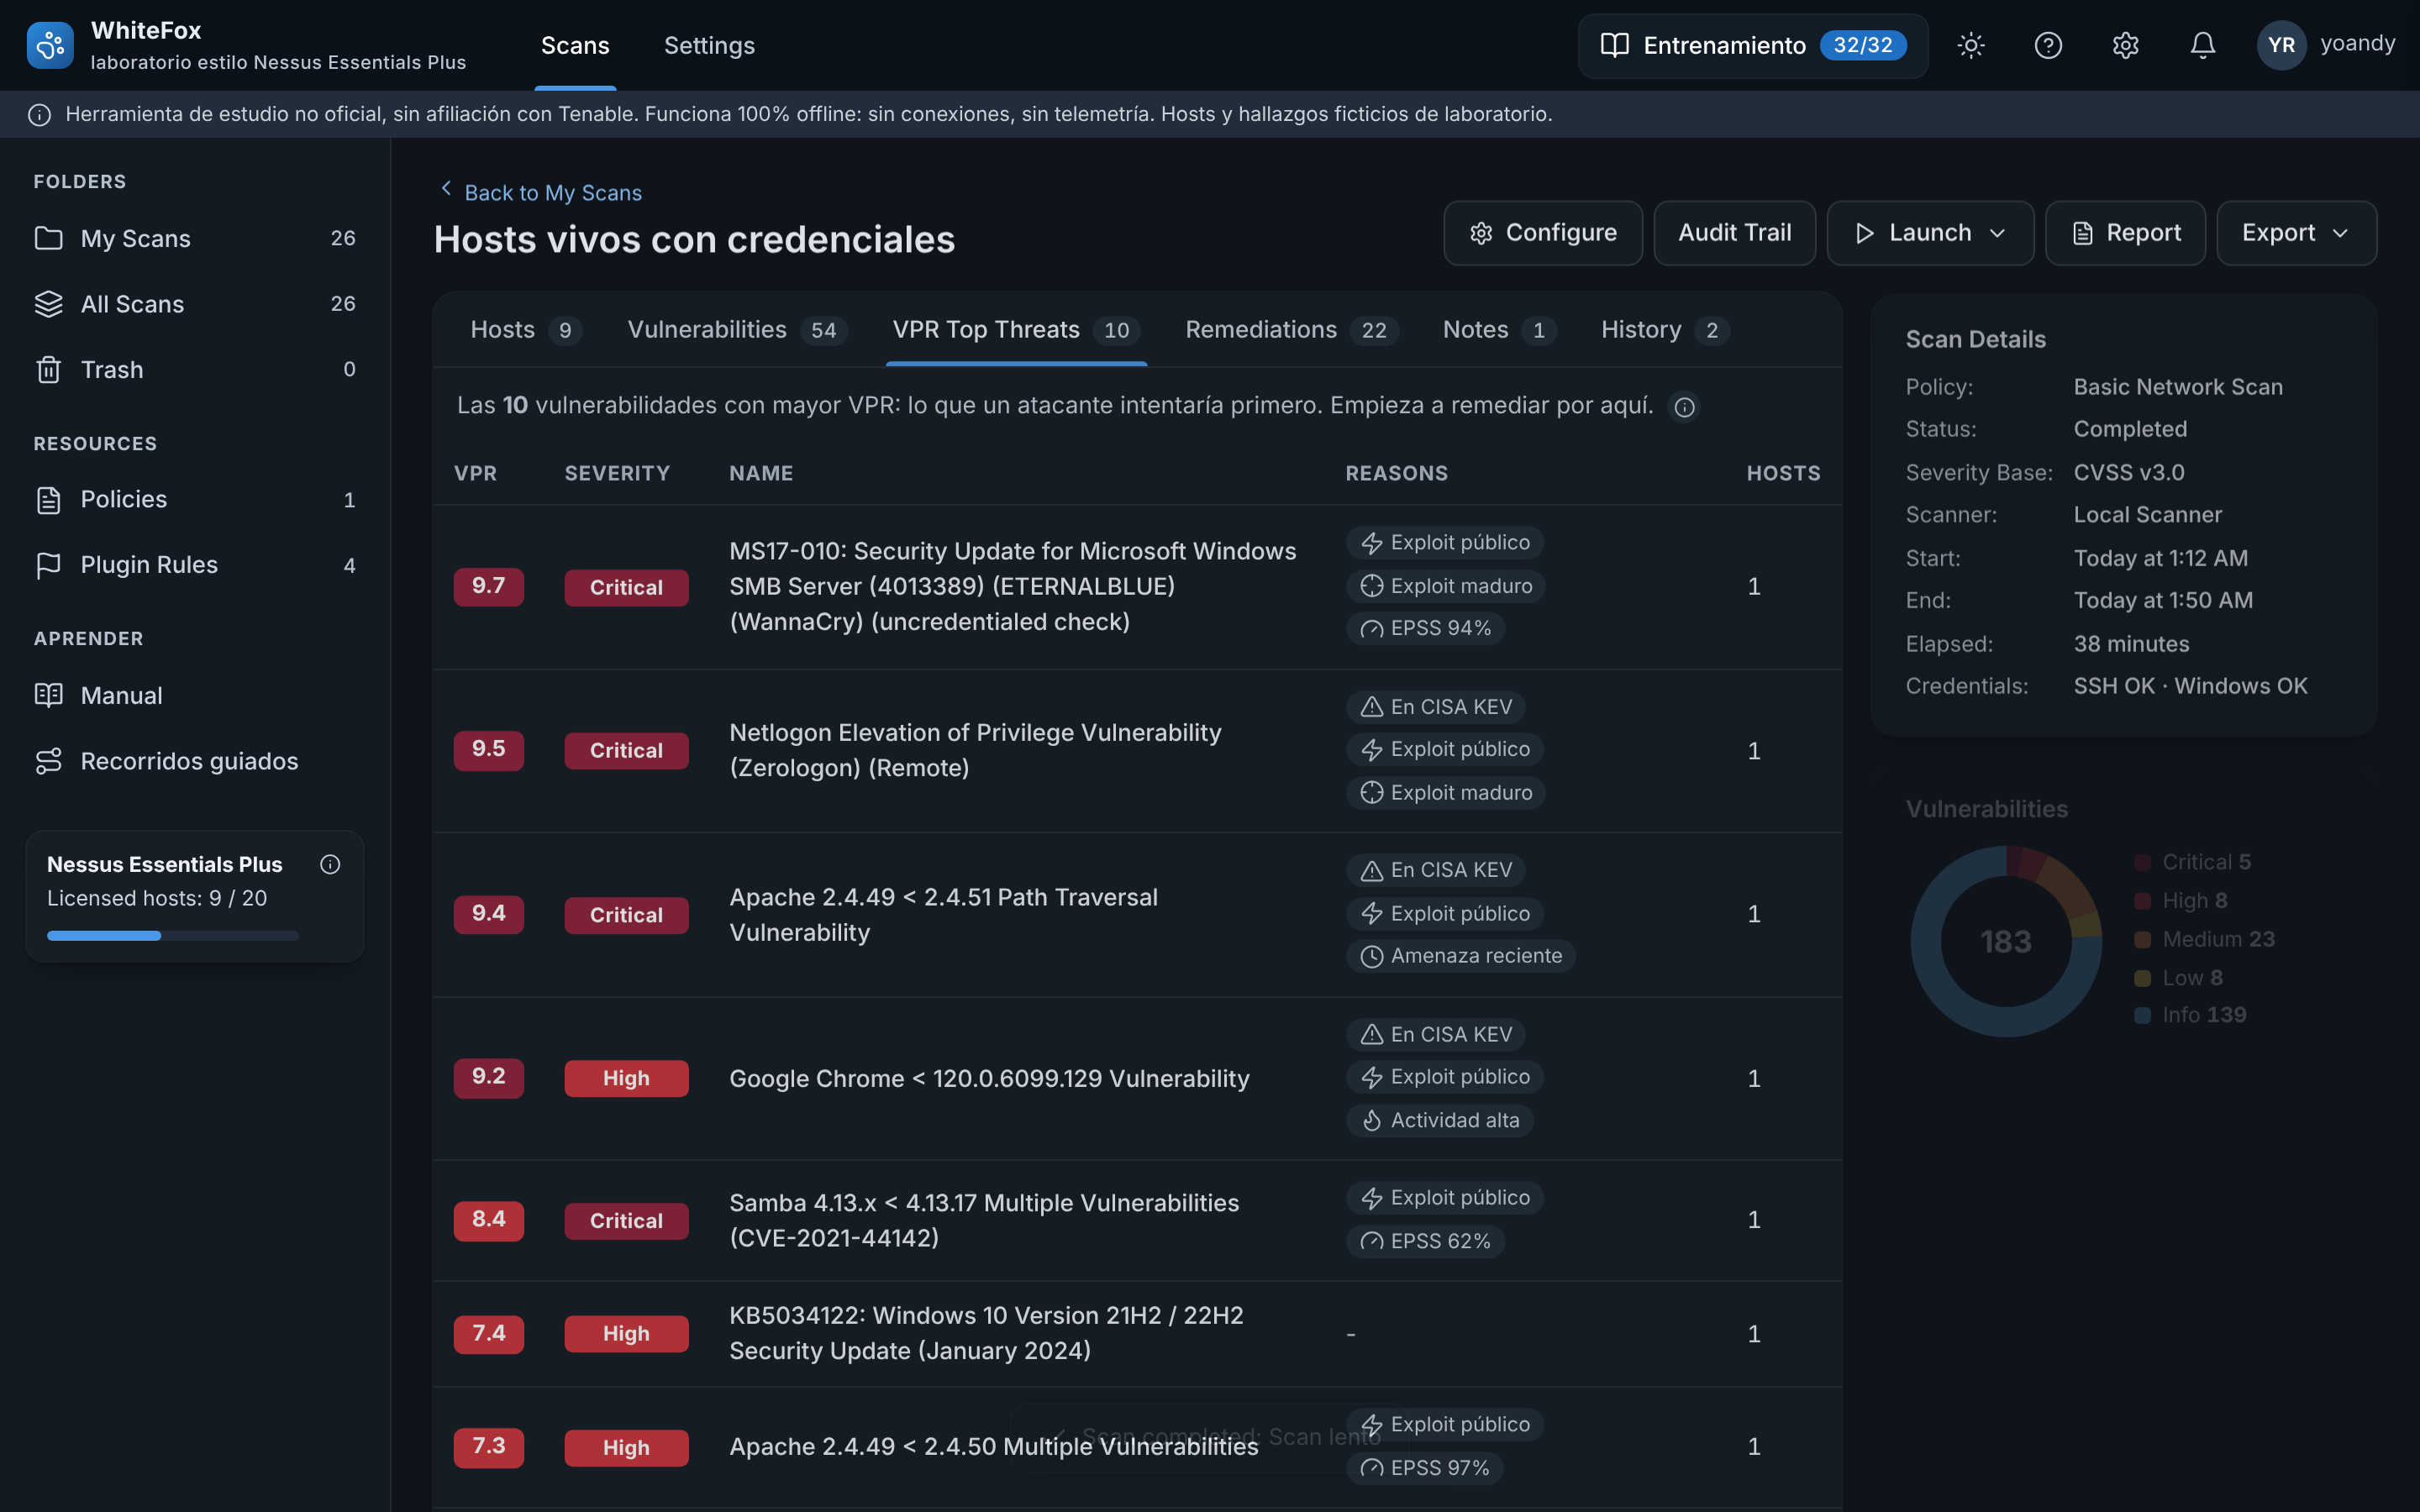 WhiteFox
laboratorio estilo Nessus Essentials Plus
Scans
Settings
Entrenamiento 32/32
YR yoandy
Herramienta de estudio no oficial, sin afiliación con Tenable. Funciona 100% offline: sin conexiones, sin telemetría. Hosts y hallazgos ficticios de laboratorio.
FOLDERS
My Scans 26
All Scans 26
Trash 0
RESOURCES
Policies 1
Plugin Rules 4
APRENDER
Manual
Recorridos guiados
Nessus Essentials Plus
Licensed hosts: 9 / 20
Back to My Scans
Hosts vivos con credenciales
Configure
Audit Trail
Launch
Report
Export
Hosts 9
Vulnerabilities 54
VPR Top Threats 10
Remediations 22
Notes 1
History 2
Las 10 vulnerabilidades con mayor VPR: lo que un atacante intentaría primero. Empieza a remediar por aquí.
VPR SEVERITY NAME REASONS HOSTS
9.7 Critical
MS17-010: Security Update for Microsoft Windows
SMB Server (4013389) (ETERNALBLUE)
(WannaCry) (uncredentialed check)
Exploit público
Exploit maduro
EPSS 94%
1
9.5 Critical
Netlogon Elevation of Privilege Vulnerability
(Zerologon) (Remote)
En CISA KEV
Exploit público
Exploit maduro
1
9.4 Critical
Apache 2.4.49 < 2.4.51 Path Traversal
Vulnerability
En CISA KEV
Exploit público
Amenaza reciente
1
9.2 High
Google Chrome < 120.0.6099.129 Vulnerability
En CISA KEV
Exploit público
Actividad alta
1
8.4 Critical
Samba 4.13.x < 4.13.17 Multiple Vulnerabilities
(CVE-2021-44142)
Exploit público
EPSS 62%
1
7.4 High
KB5034122: Windows 10 Version 21H2 / 22H2
Security Update (January 2024)
-
1
7.3 High
Apache 2.4.49 < 2.4.50 Multiple Vulnerabilities
Exploit público
EPSS 97%
1
Scan completed: Scan lento
Scan Details
Policy: Basic Network Scan
Status: Completed
Severity Base: CVSS v3.0
Scanner: Local Scanner
Start: Today at 1:12 AM
End: Today at 1:50 AM
Elapsed: 38 minutes
Credentials: SSH OK · Windows OK
Vulnerabilities
183
Critical 5
High 8
Medium 23
Low 8
Info 139